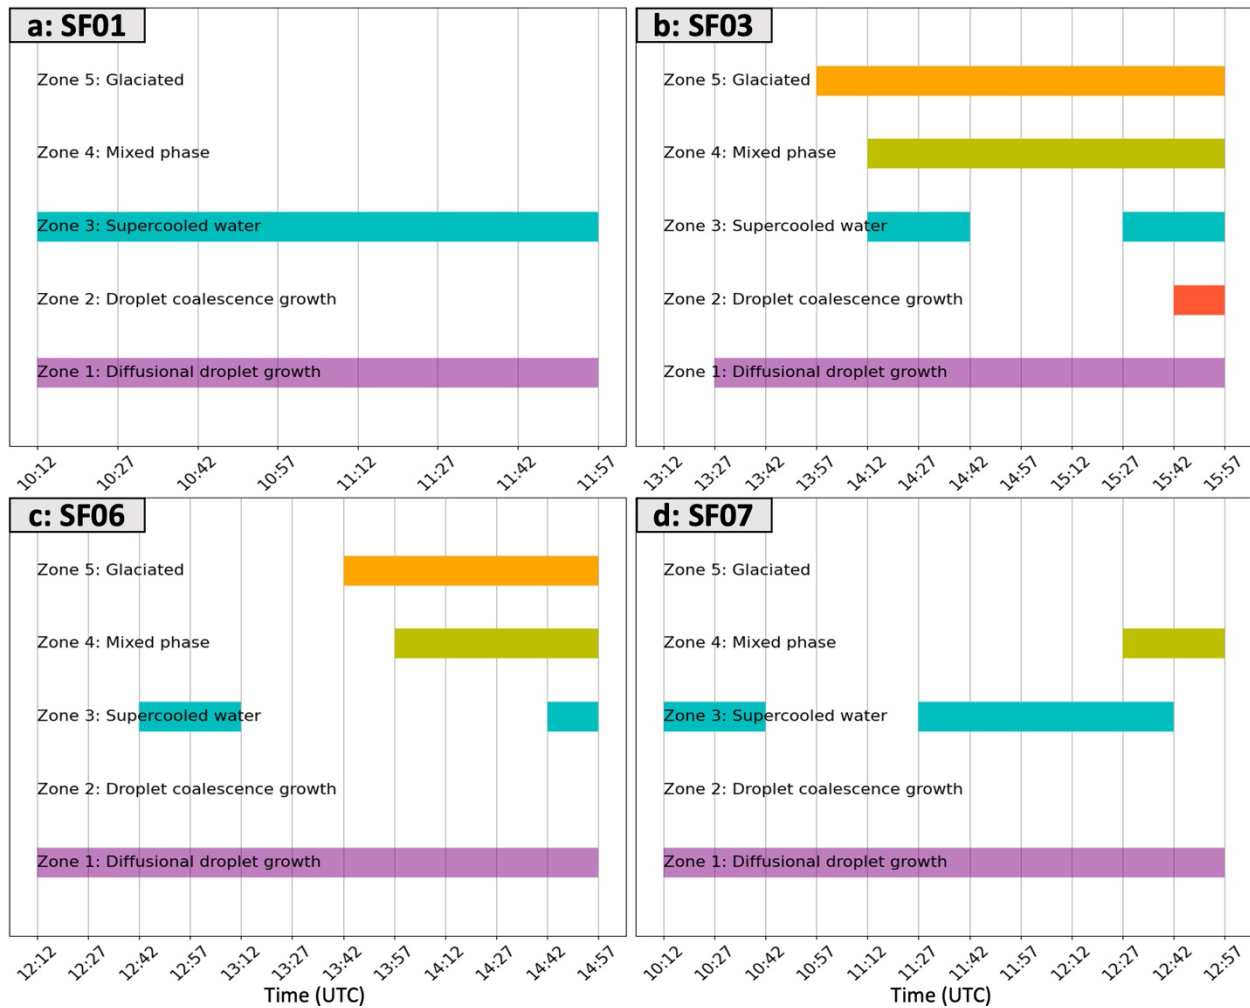 a: SF01
Zone 5: Glaciated
Zone 4: Mixed phase
Zone 3: Supercooled water
Zone 2: Droplet coalescence growth
Zone 1: Diffusional droplet growth
10:12 10:27 10:42 10:57 11:12 11:27 11:42 11:57
b: SF03
Zone 5: Glaciated
Zone 4: Mixed phase
Zone 3: Supercooled water
Zone 2: Droplet coalescence growth
Zone 1: Diffusional droplet growth
13:12 13:27 13:42 13:57 14:12 14:27 14:42 14:57 15:12 15:27 15:42 15:57
c: SF06
Zone 5: Glaciated
Zone 4: Mixed phase
Zone 3: Supercooled water
Zone 2: Droplet coalescence growth
Zone 1: Diffusional droplet growth
12:12 12:27 12:42 12:57 13:12 13:27 13:42 13:57 14:12 14:27 14:42 14:57
Time (UTC)
d: SF07
Zone 5: Glaciated
Zone 4: Mixed phase
Zone 3: Supercooled water
Zone 2: Droplet coalescence growth
Zone 1: Diffusional droplet growth
10:12 10:27 10:42 10:57 11:12 11:27 11:42 11:57 12:12 12:27 12:42 12:57
Time (UTC)